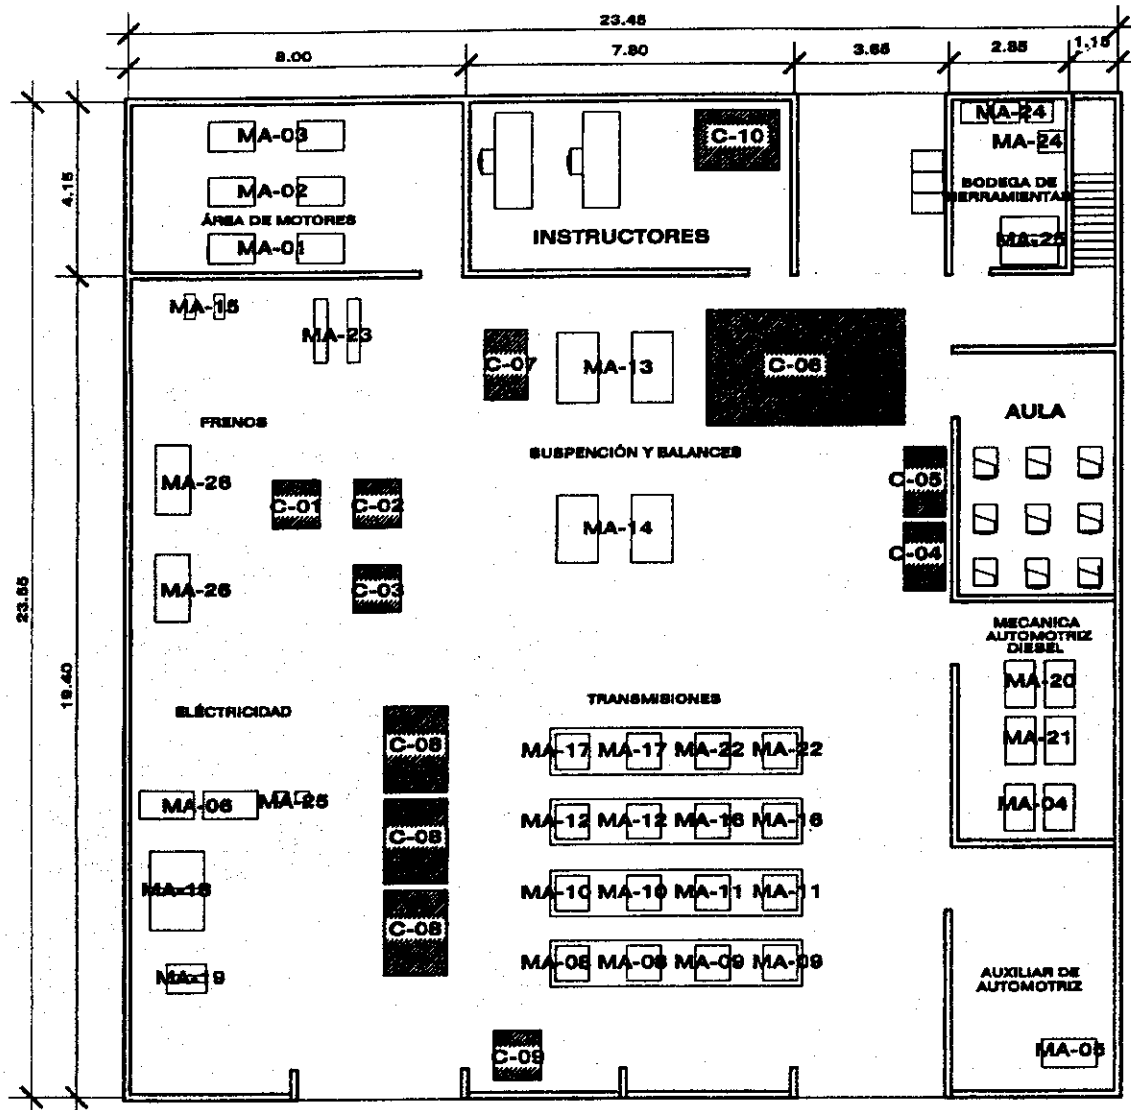 23.45
8.00
7.80
3.65
2.85
1.15
MA-03
C-10
MA-24
MA-24
4.15
MA-02
BODEGA DE
HERRAMIENTAS
ÁREA DE MOTORES
INSTRUCTORES
MA-01
MA-25
MA-15
MA-23
C-07
MA-13
C-06
AULA
FRENOS
SUSPENCIÓN Y BALANCES
MA-26
C-01
C-02
C-05
MA-14
C-04
MA-26
C-03
23.55
19.40
MECANICA
AUTOMOTRIZ
DIESEL
MA-20
ELÉCTRICIDAD
TRANSMISIONES
C-08
MA-17
MA-17
MA-22
MA-22
MA-21
MA-06
MA-25
MA-04
C-08
MA-12
MA-12
MA-16
MA-16
MA-18
MA-10
MA-10
MA-11
MA-11
C-08
MA-19
MA-08
MA-08
MA-09
MA-09
AUXILIAR DE
AUTOMOTRIZ
C-09
MA-05